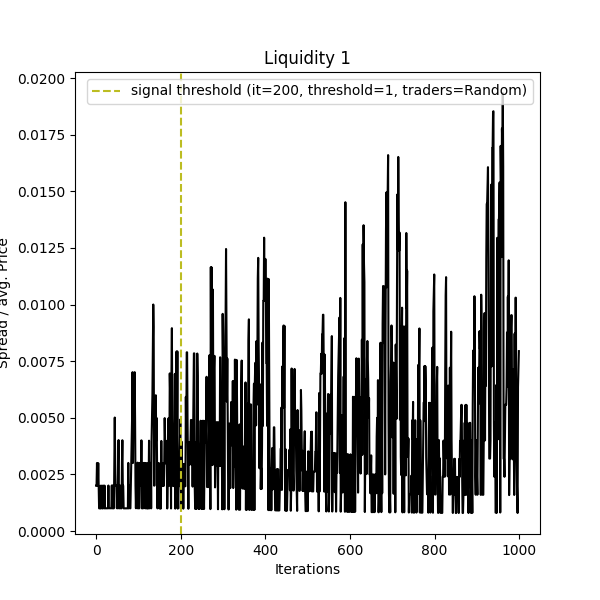 Liquidity 1
signal threshold (it=200, threshold=1, traders=Random)
0.0200
0.0175
0.0150
0.0125
0.0100
0.0075
0.0050
0.0025
0.0000
Spread / avg. Price
0 200 400 600 800 1000
Iterations